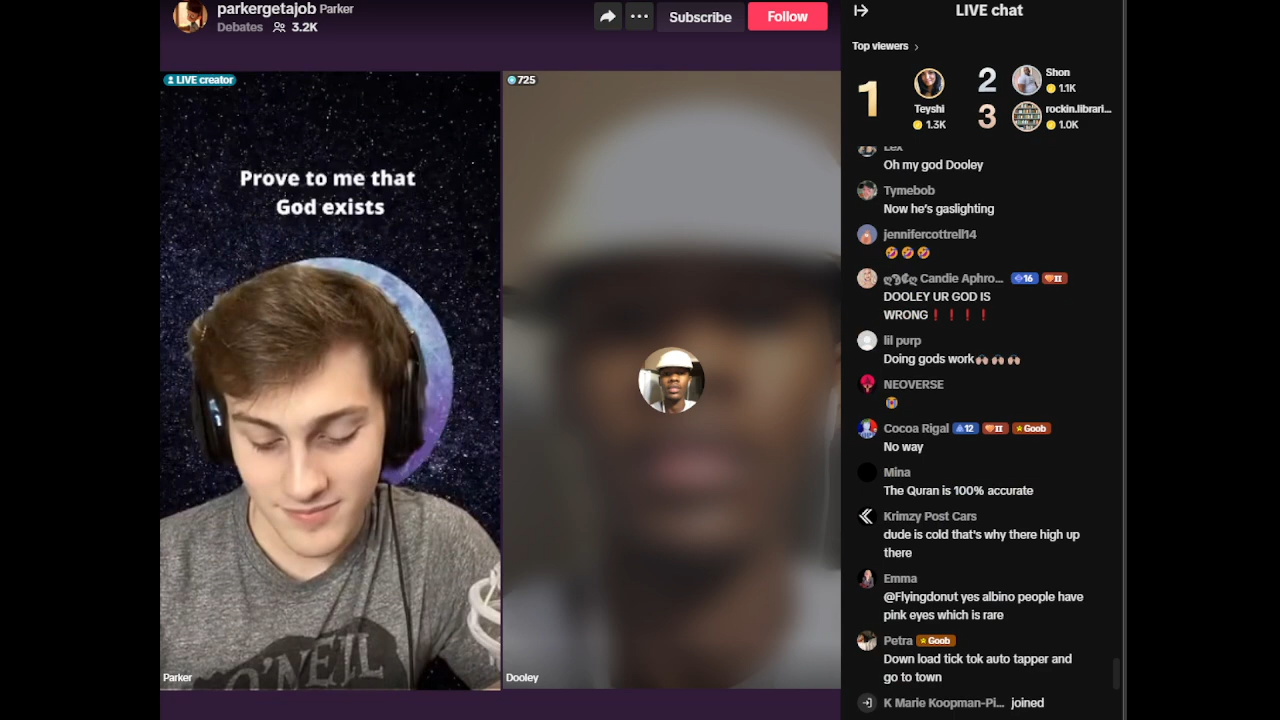 parkergetajob Parker
Debates 3.2K
Subscribe
Follow
LIVE creator
Prove to me that
God exists
O'NEIL
Parker
725
Dooley
LIVE chat
Top viewers
1
Teyshi
1.3K
2
Shon
1.1K
3
rockin.librari...
1.0K
Lex
Oh my god Dooley
Tymebob
Now he's gaslighting
jennifercottrell14
🤣 🤣 🤣
Candie Aphro... 16 II
DOOLEY UR GOD IS
WRONG❗❗❗❗
lil purp
Doing gods work🙌🏽🙌🏽🙌🏽
NEOVERSE
😭
Cocoa Rigal 12 II Goob
No way
Mina
The Quran is 100% accurate
Krimzy Post Cars
dude is cold that's why there high up
there
Emma
@Flyingdonut yes albino people have
pink eyes which is rare
Petra Goob
Down load tick tok auto tapper and
go to town
K Marie Koopman-Pi... joined